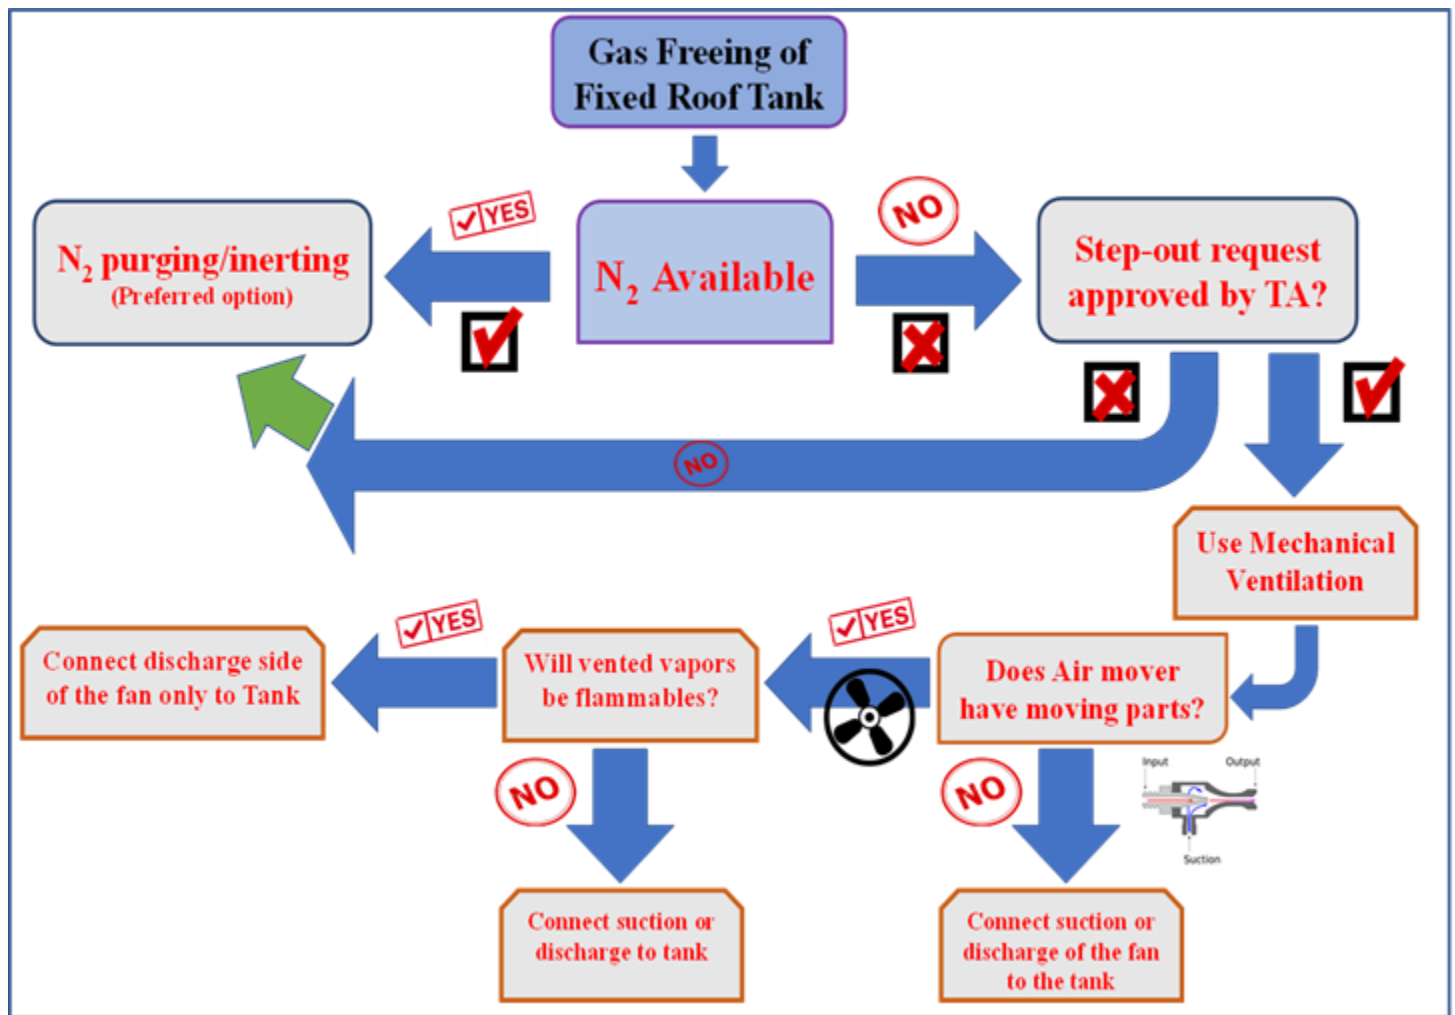 Gas Freeing of
Fixed Roof Tank
YES
NO
N₂ purging/inerting
(Preferred option)
N₂ Available
Step-out request
approved by TA?
NO
Use Mechanical
Ventilation
YES
YES
Connect discharge side
of the fan only to Tank
Will vented vapors
be flammables?
Does Air mover
have moving parts?
NO
NO
Input
Output
Suction
Connect suction or
discharge to tank
Connect suction or
discharge of the fan
to the tank